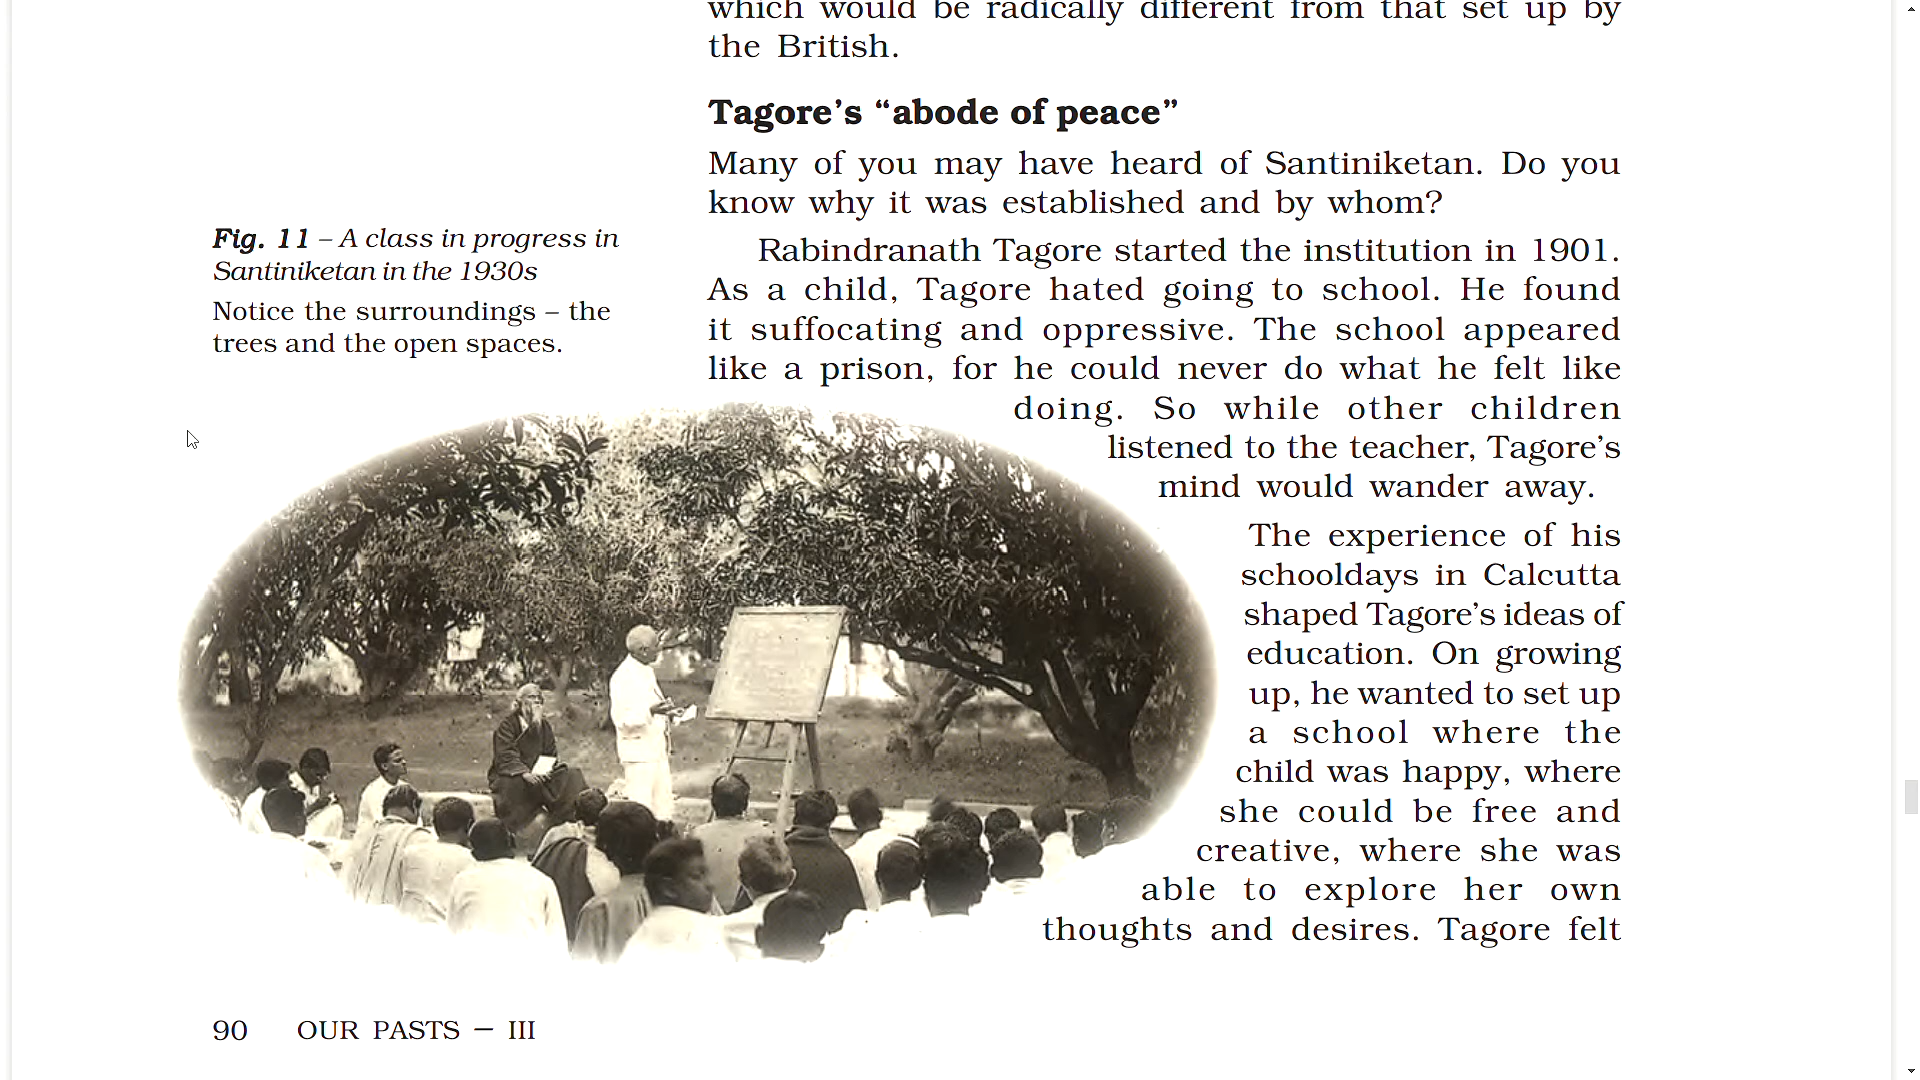 which would be radically different from that set up by
the British.
Tagore's “abode of peace”
Many of you may have heard of Santiniketan. Do you
know why it was established and by whom?
Fig. 11 – A class in progress in
Santiniketan in the 1930s
Notice the surroundings – the
trees and the open spaces.
Rabindranath Tagore started the institution in 1901.
As a child, Tagore hated going to school. He found
it suffocating and oppressive. The school appeared
like a prison, for he could never do what he felt like
doing. So while other children
listened to the teacher, Tagore's
mind would wander away.
The experience of his
schooldays in Calcutta
shaped Tagore's ideas of
education. On growing
up, he wanted to set up
a school where the
child was happy, where
she could be free and
creative, where she was
able to explore her own
thoughts and desires. Tagore felt
90 OUR PASTS – III